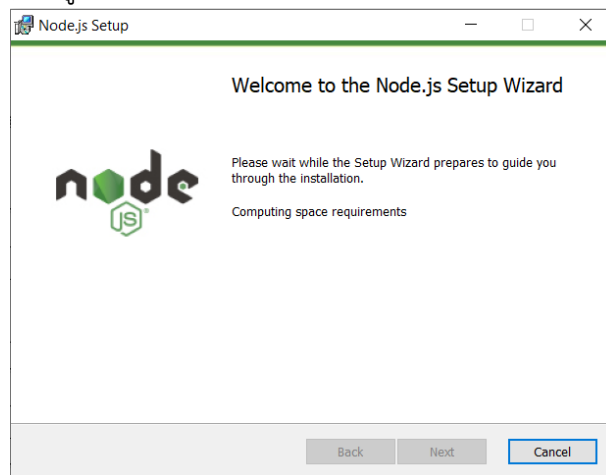 Node.js Setup
Welcome to the Node.js Setup Wizard
node
JS
Please wait while the Setup Wizard prepares to guide you
through the installation.
Computing space requirements
Back
Next
Cancel